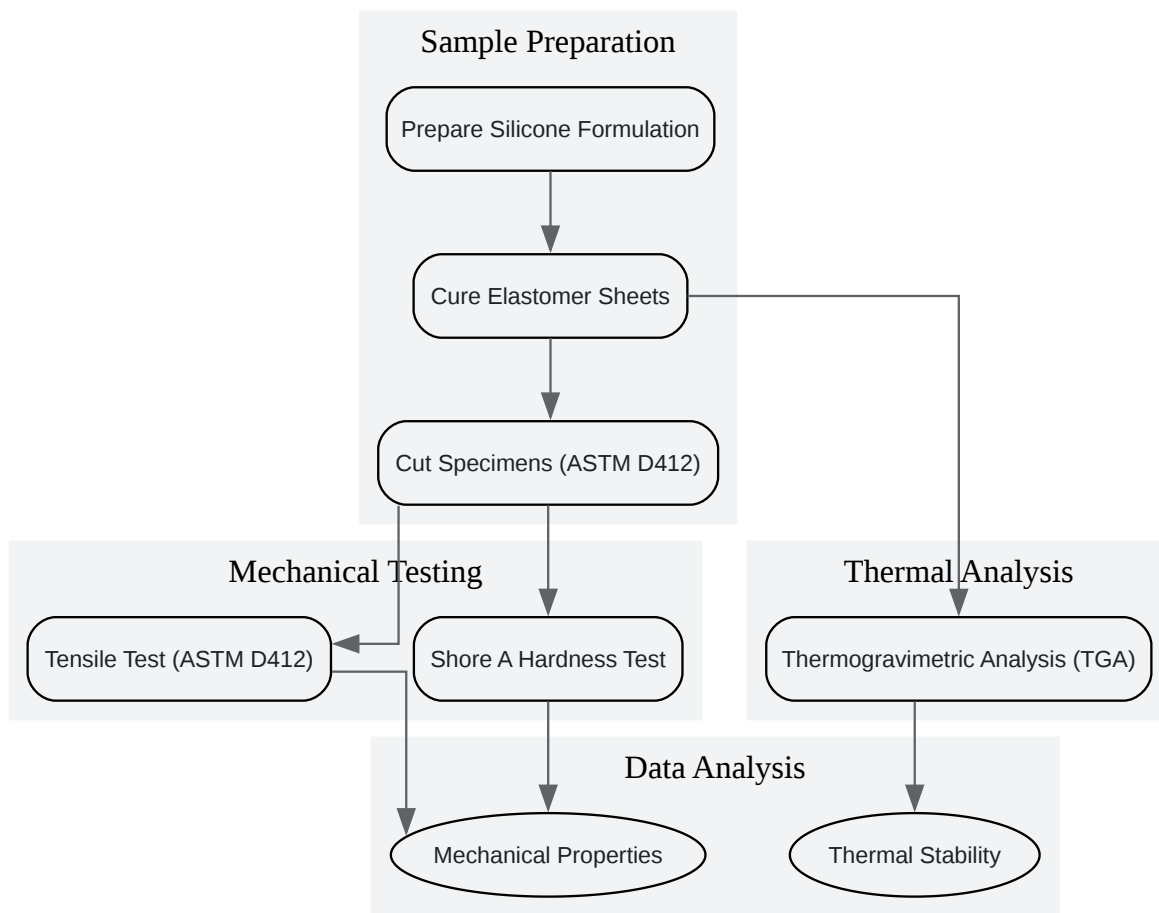 Sample Preparation
Prepare Silicone Formulation
Cure Elastomer Sheets
Cut Specimens (ASTM D412)
Mechanical Testing
Thermal Analysis
Tensile Test (ASTM D412)
Shore A Hardness Test
Thermogravimetric Analysis (TGA)
Data Analysis
Mechanical Properties
Thermal Stability